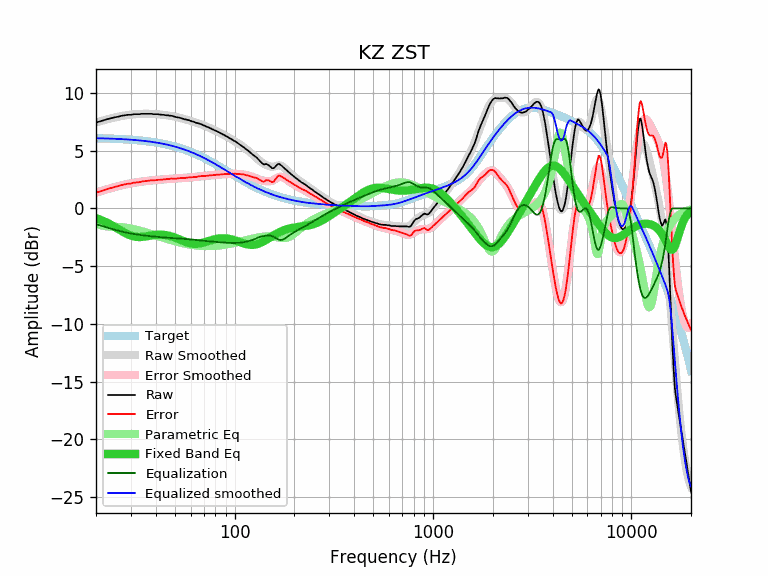 KZ ZST
Amplitude (dBr)
10
5
0
−5
−10
−15
−20
−25
Target
Raw Smoothed
Error Smoothed
Raw
Error
Parametric Eq
Fixed Band Eq
Equalization
Equalized smoothed
100
1000
10000
Frequency (Hz)